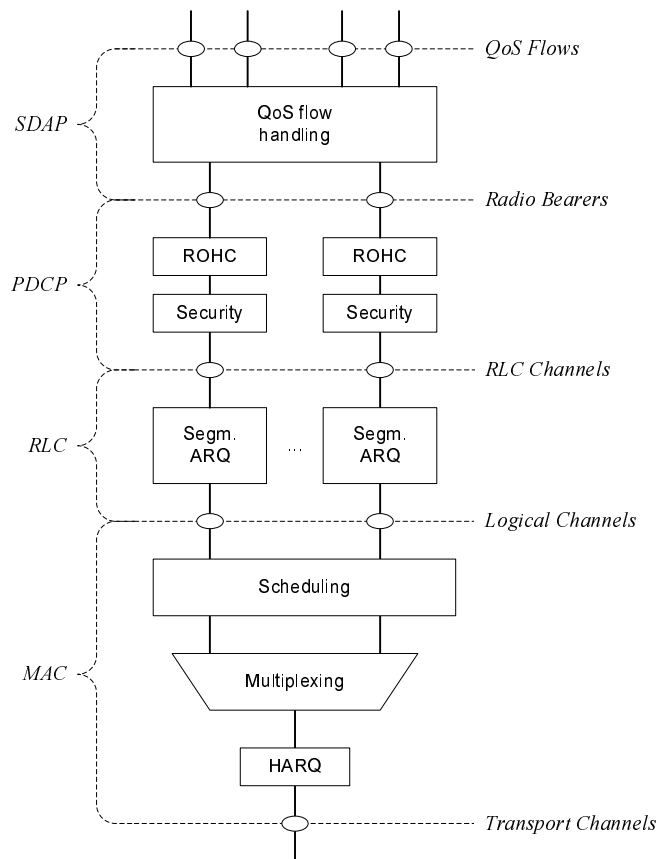 QoS Flows
QoS flow
handling
SDAP
Radio Bearers
ROHC
ROHC
PDCP
Security
Security
RLC Channels
Segm.
ARQ
...
Segm.
ARQ
RLC
Logical Channels
Scheduling
MAC
Multiplexing
HARQ
Transport Channels